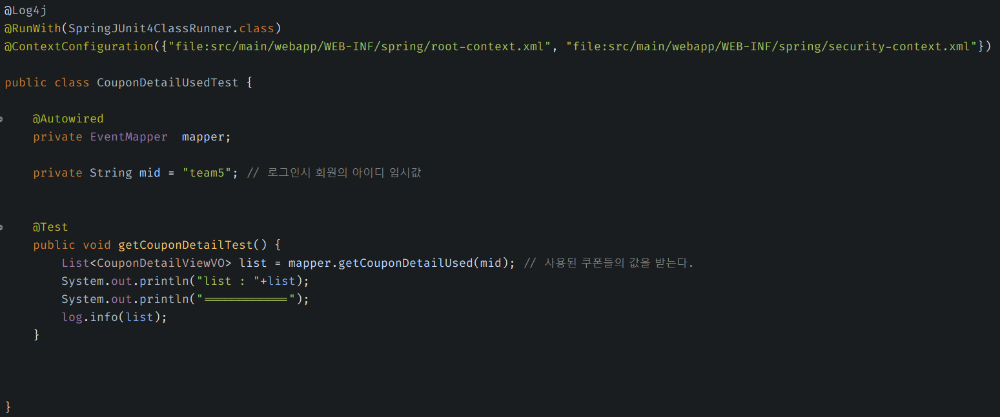 @Log4j
@RunWith(SpringJUnit4ClassRunner.class)
@ContextConfiguration({"file:src/main/webapp/WEB-INF/spring/root-context.xml", "file:src/main/webapp/WEB-INF/spring/security-context.xml"})
public class CouponDetailUsedTest {
@Autowired
private EventMapper  mapper;
private String mid = "team5"; // 로그인시 회원의 아이디 임시값
@Test
public void getCouponDetailTest() {
List<CouponDetailViewVO> list = mapper.getCouponDetailUsed(mid); // 사용된 쿠폰들의 값을 받는다.
System.out.println("list : "+list);
System.out.println("============");
log.info(list);
}
}